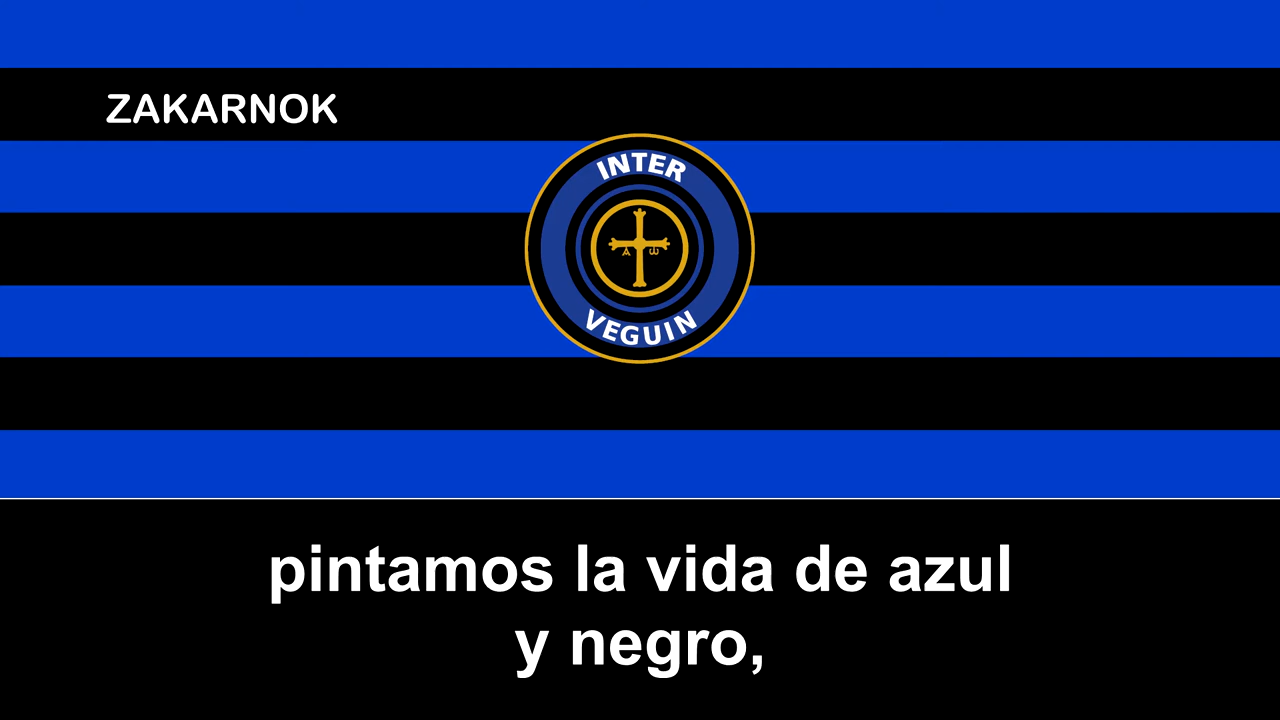 ZAKARNOK
INTER
Α ω
VEGUIN
pintamos la vida de azul
y negro,